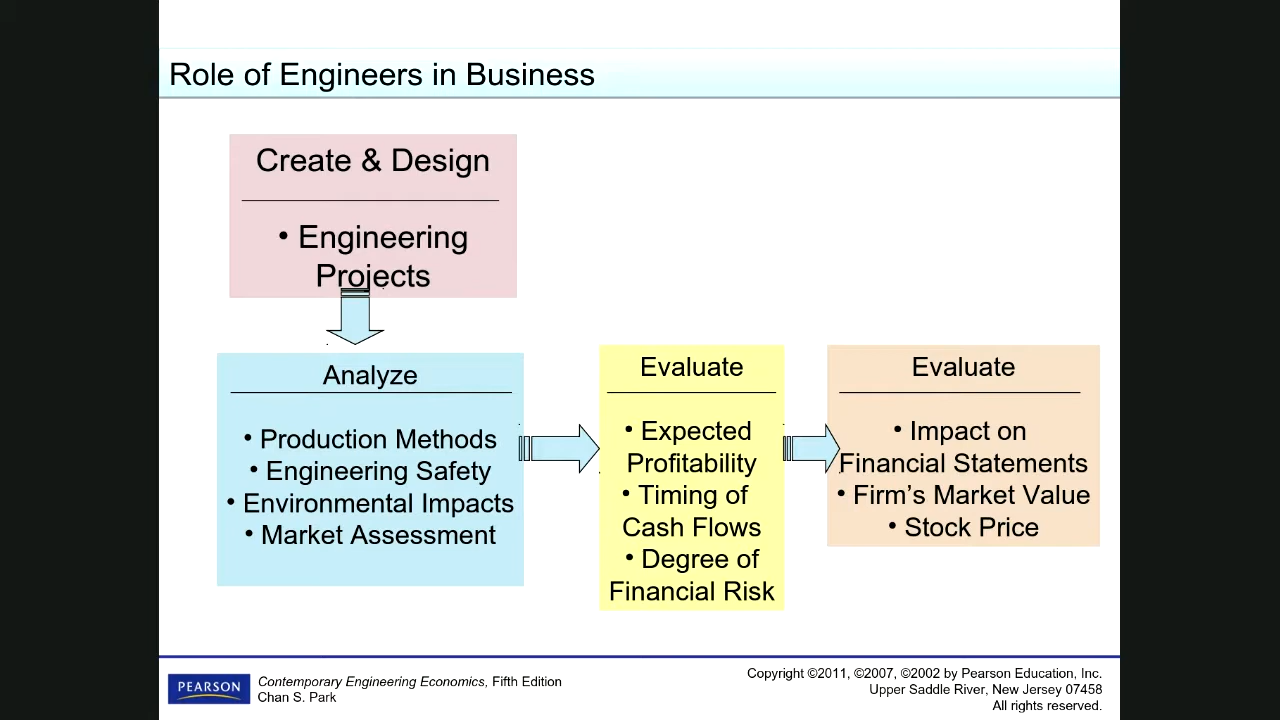 Role of Engineers in Business
Create & Design
• Engineering
Projects
Analyze
• Production Methods
• Engineering Safety
• Environmental Impacts
• Market Assessment
Evaluate
• Expected
Profitability
• Timing of
Cash Flows
• Degree of
Financial Risk
Evaluate
• Impact on
Financial Statements
• Firm’s Market Value
• Stock Price
PEARSON
Contemporary Engineering Economics, Fifth Edition
Chan S. Park
Copyright ©2011, ©2007, ©2002 by Pearson Education, Inc.
Upper Saddle River, New Jersey 07458
All rights reserved.